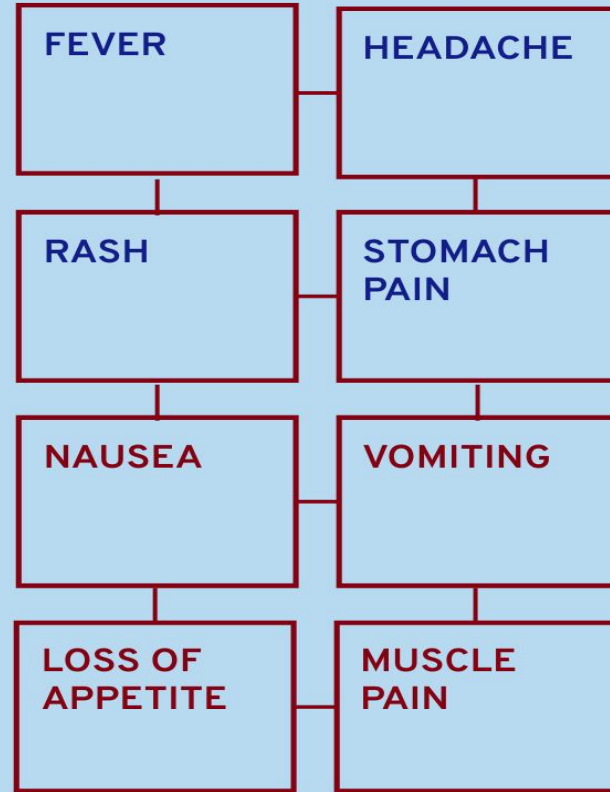 FEVER
HEADACHE
RASH
STOMACH
PAIN
NAUSEA
VOMITING
LOSS OF
APPETITE
MUSCLE
PAIN